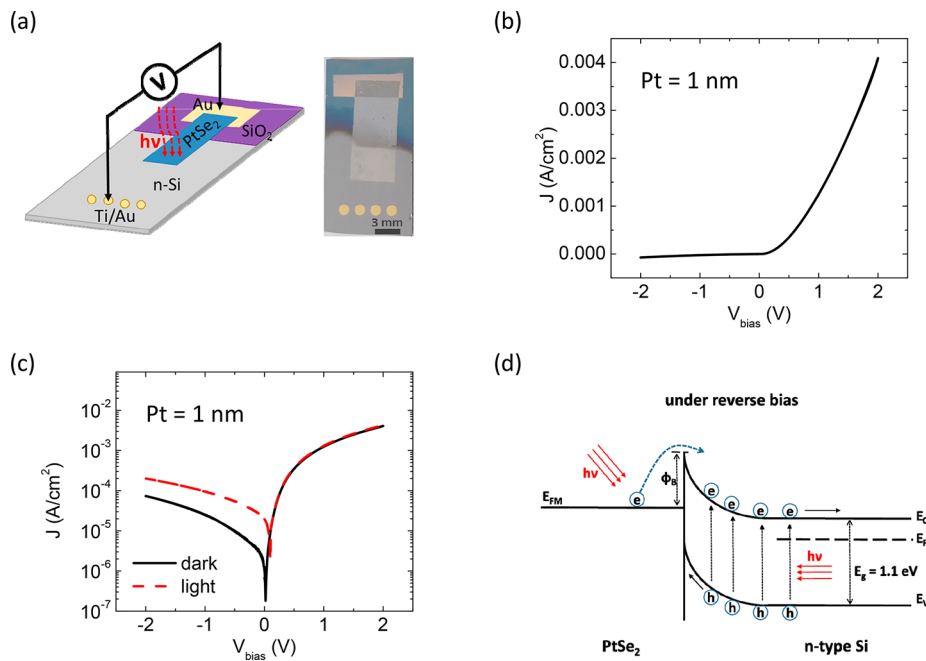 (a)
V
Au
PtSe2
SiO2
hν
n-Si
Ti/Au
3 mm
(b)
Pt = 1 nm
J (A/cm²)
0.004
0.003
0.002
0.001
0.000
-2 -1 0 1 2
Vbias (V)
(c)
Pt = 1 nm
J (A/cm²)
10⁻²
10⁻³
10⁻⁴
10⁻⁵
10⁻⁶
10⁻⁷
dark
light
-2 -1 0 1 2
Vbias (V)
(d)
under reverse bias
hν
e
ϕB
EFM
e e e e
EC
EF
hν
Eg = 1.1 eV
h h h h
EV
PtSe2
n-type Si